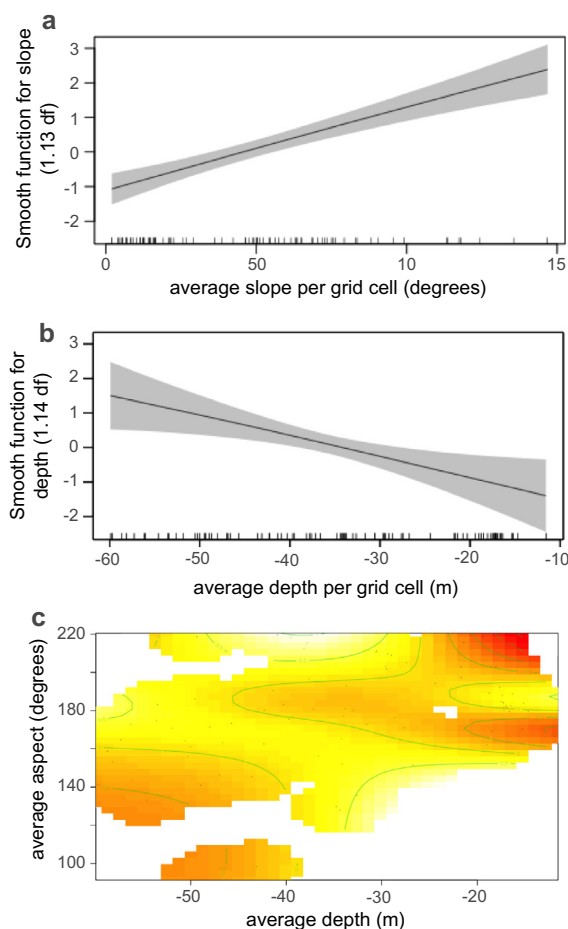 a
Smooth function for slope
(1.13 df)
3
2
1
0
-1
-2
0
50
10
15
average slope per grid cell (degrees)
b
Smooth function for
depth (1.14 df)
3
2
1
0
-1
-2
-60
-50
-40
-30
-20
-10
average depth per grid cell (m)
c
average aspect (degrees)
220
180
140
100
-50
-40
-30
-20
average depth (m)